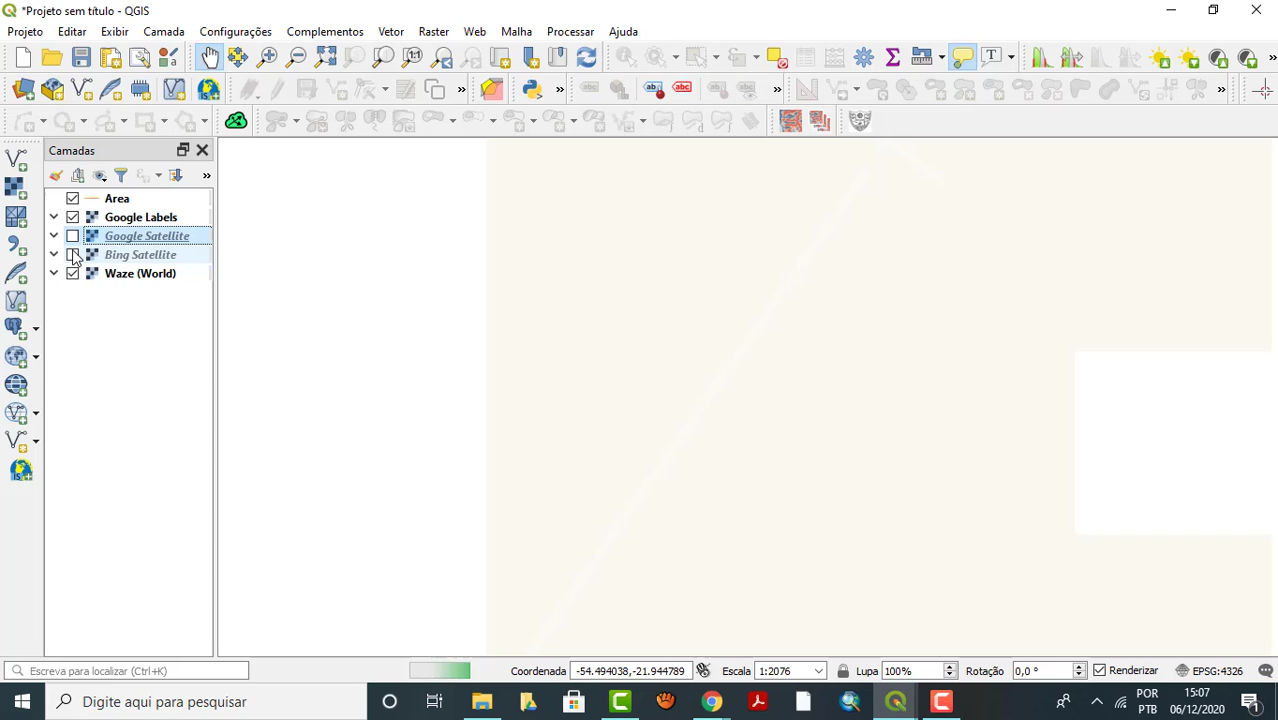 *Projeto sem título - QGIS
Projeto Editar Exibir Camada Configurações Complementos Vetor Raster Web Malha Processar Ajuda
Camadas
Area
Google Labels
Google Satellite
Bing Satellite
Waze (World)
Escreva para localizar (Ctrl+K)
Coordenada -54.494038,-21.944789 Escala 1:2076 Lupa 100% Rotação 0,0 ° Renderizar EPSG:4326
Digite aqui para pesquisar
POR 15:07
PTB 06/12/2020